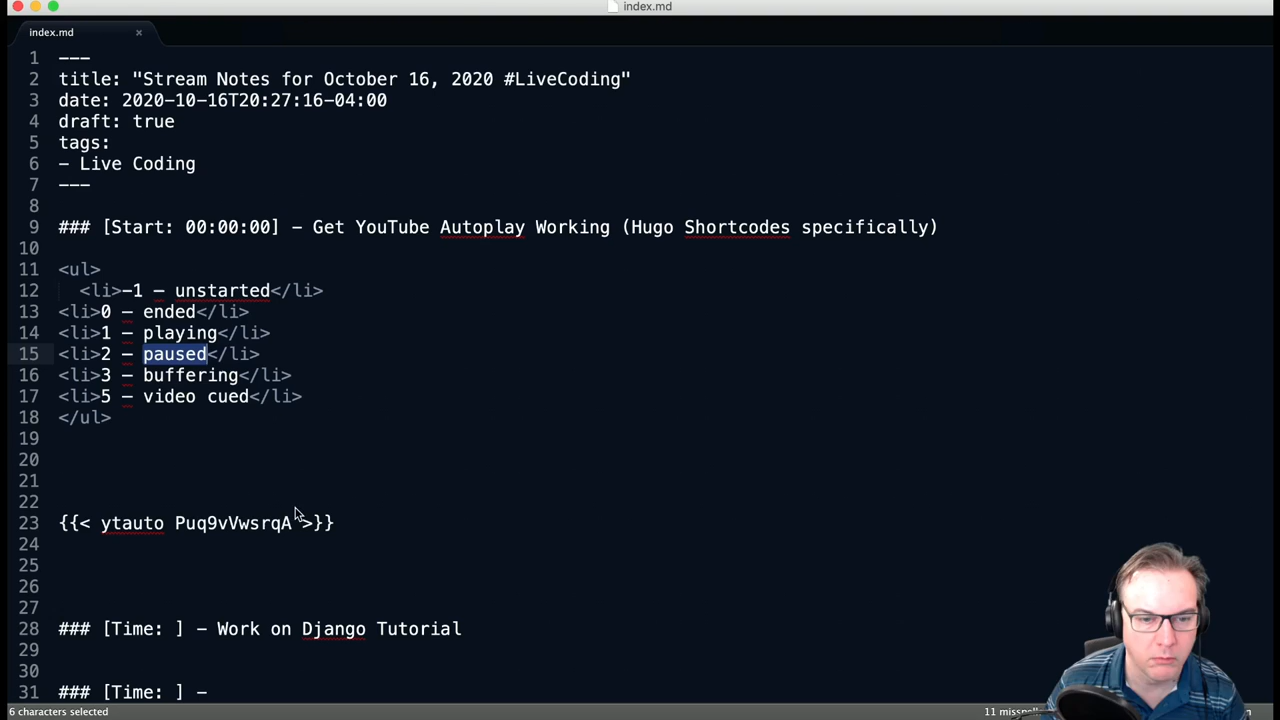 index.md
index.md ×
1 ---
2 title: "Stream Notes for October 16, 2020 #LiveCoding"
3 date: 2020-10-16T20:27:16-04:00
4 draft: true
5 tags:
6 - Live Coding
7 ---
8
9 ### [Start: 00:00:00] - Get YouTube Autoplay Working (Hugo Shortcodes specifically)
10
11 <ul>
12   <li>-1 – unstarted</li>
13 <li>0 – ended</li>
14 <li>1 – playing</li>
15 <li>2 – paused</li>
16 <li>3 – buffering</li>
17 <li>5 – video cued</li>
18 </ul>
19
20
21
22
23 {{< ytauto Puq9vVwsrqA >}}
24
25
26
27
28 ### [Time: ] - Work on Django Tutorial
29
30
31 ### [Time: ] -
6 characters selected
11